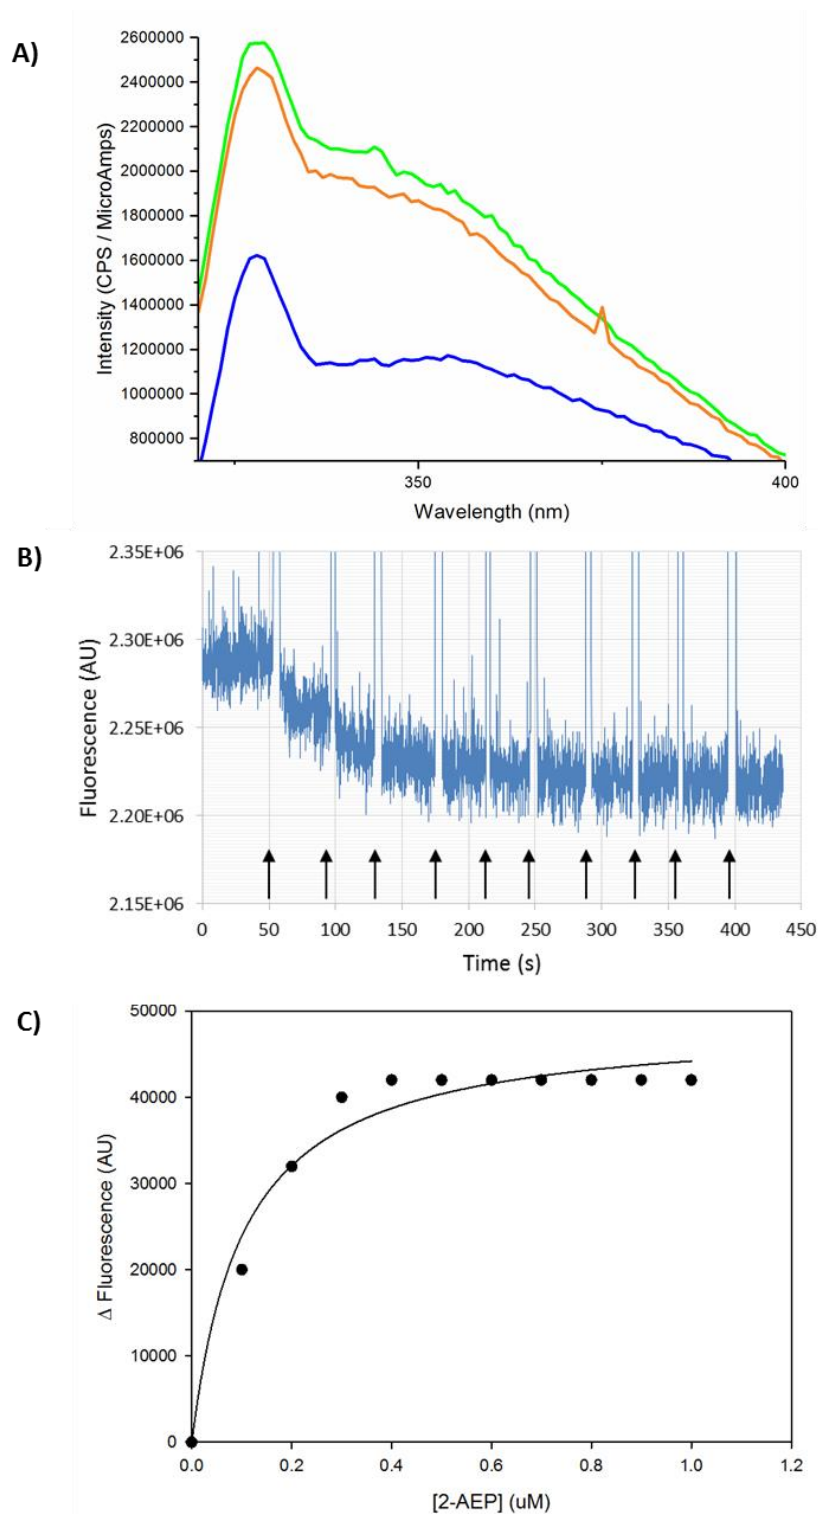 A)
2600000
2400000
2200000
2000000
1800000
1600000
1400000
1200000
1000000
800000
Intensity (CPS / MicroAmps)
350
400
Wavelength (nm)
B)
2.35E+06
2.30E+06
2.25E+06
2.20E+06
2.15E+06
Fluorescence (AU)
0 50 100 150 200 250 300 350 400 450
Time (s)
C)
50000
40000
30000
20000
10000
0
Δ Fluorescence (AU)
0.0 0.2 0.4 0.6 0.8 1.0 1.2
[2-AEP] (uM)